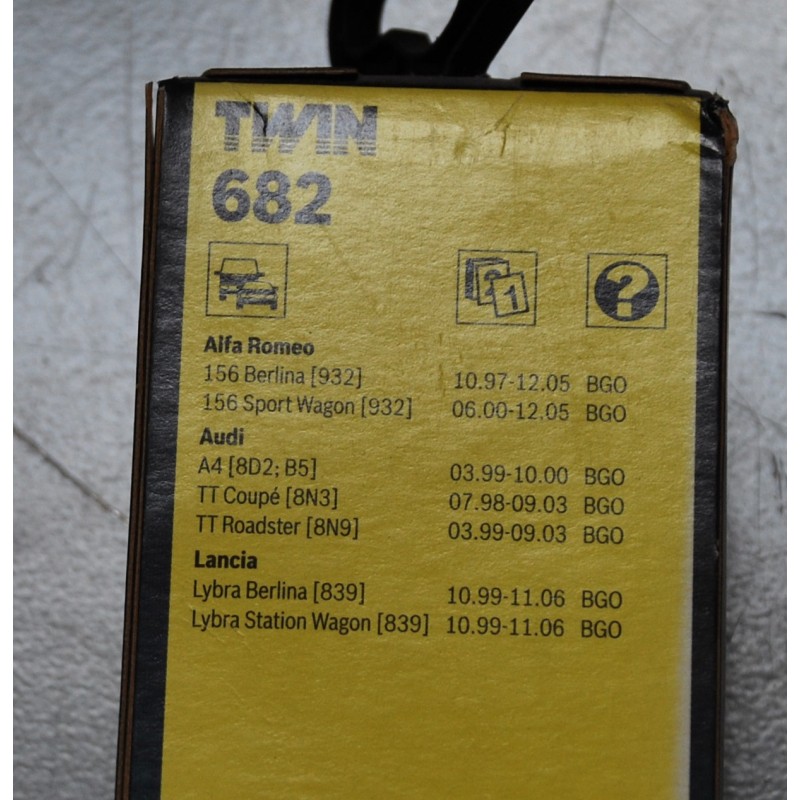 TWIN
682
Alfa Romeo
156 Berlina [932] 10.97-12.05 BGO
156 Sport Wagon [932] 06.00-12.05 BGO
Audi
A4 [8D2; B5] 03.99-10.00 BGO
TT Coupé [8N3] 07.98-09.03 BGO
TT Roadster [8N9] 03.99-09.03 BGO
Lancia
Lybra Berlina [839] 10.99-11.06 BGO
Lybra Station Wagon [839] 10.99-11.06 BGO